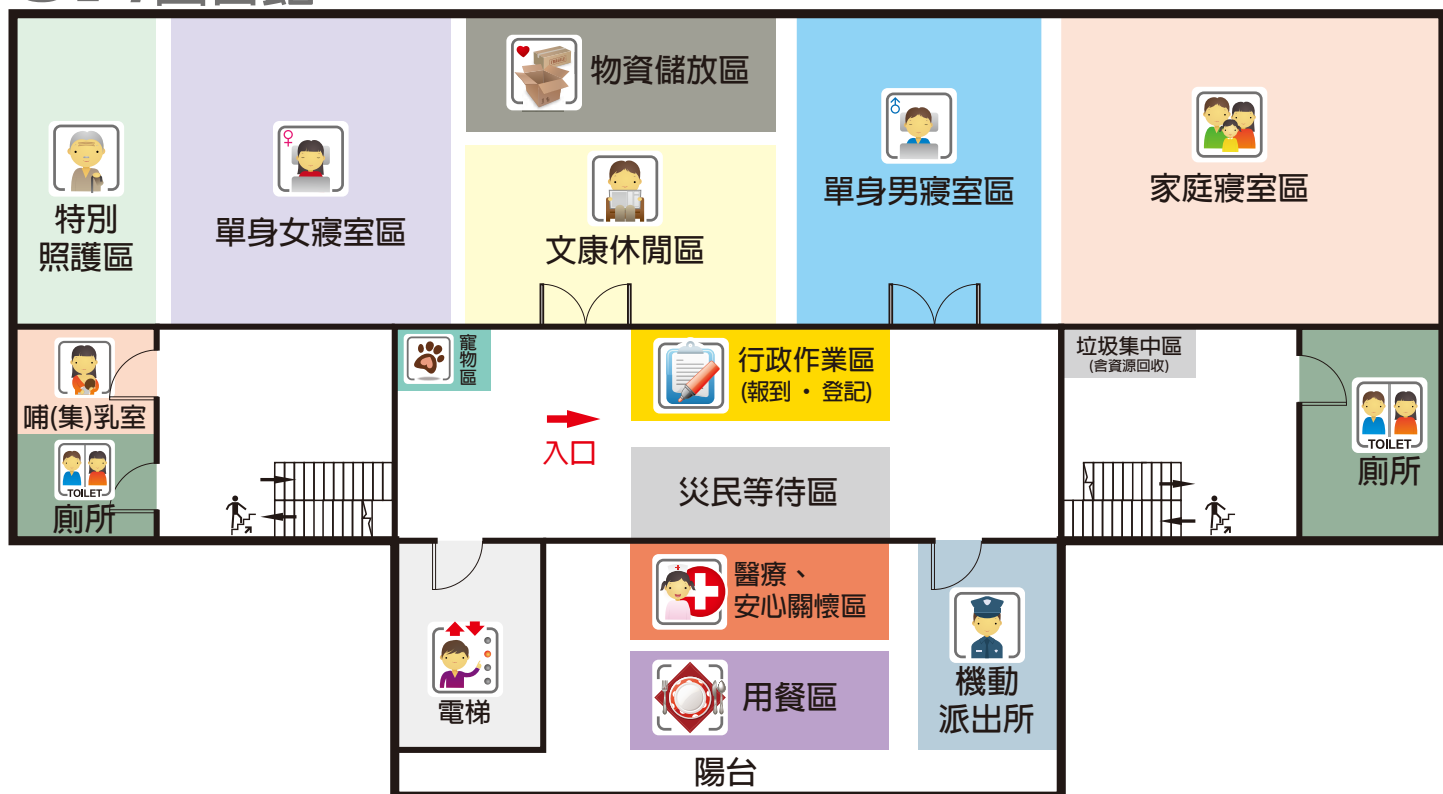 物資儲放區
特別
照護區
單身女寢室區
文康休閒區
單身男寢室區
家庭寢室區
哺(集)乳室
TOILET
廁所
寵物區
行政作業區
(報到 · 登記)
入口
災民等待區
垃圾集中區
(含資源回收)
TOILET
廁所
電梯
醫療、
安心關懷區
用餐區
機動
派出所
陽台